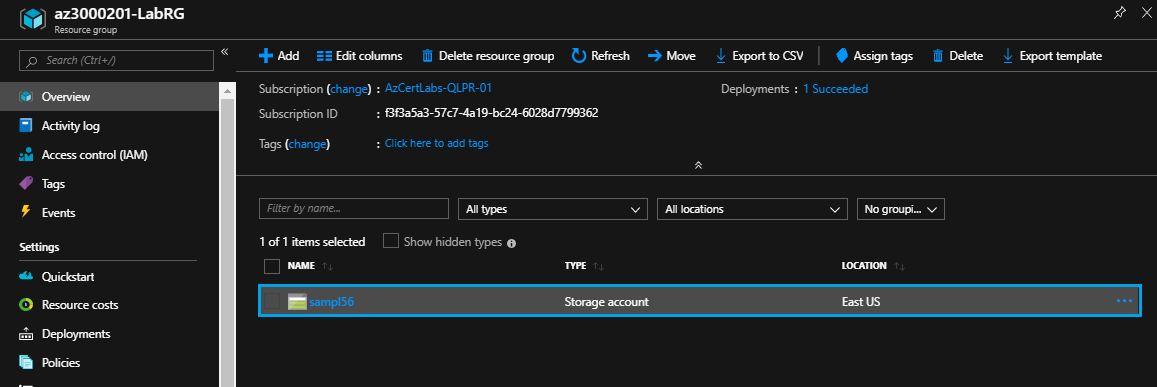 az3000201-LabRG
Resource group
Search (Ctrl+/)
Overview
Activity log
Access control (IAM)
Tags
Events
Settings
Quickstart
Resource costs
Deployments
Policies
Add Edit columns Delete resource group Refresh Move Export to CSV Assign tags Delete Export template
Subscription (change) : AzCertLabs-QLPR-01 Deployments : 1 Succeeded
Subscription ID : f3f3a5a3-57c7-4a19-bc24-6028d7799362
Tags (change) : Click here to add tags
Filter by name... All types All locations No groupi...
1 of 1 items selected Show hidden types
NAME TYPE LOCATION
sampl56 Storage account East US